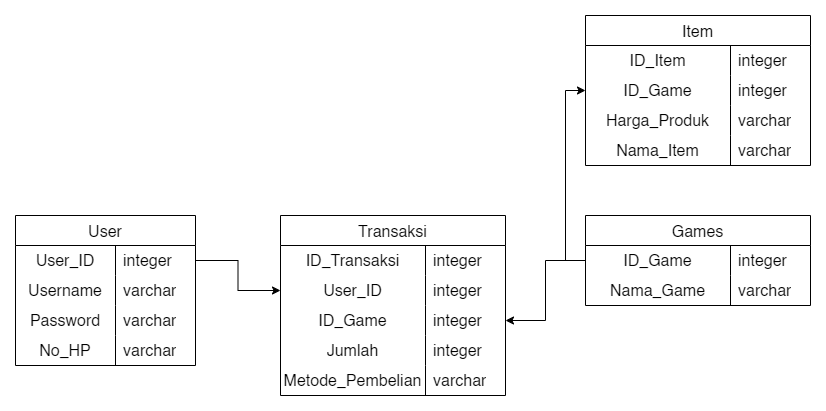 Item
ID_Item integer
ID_Game integer
Harga_Produk varchar
Nama_Item varchar
User
User_ID integer
Username varchar
Password varchar
No_HP varchar
Transaksi
ID_Transaksi integer
User_ID integer
ID_Game integer
Jumlah integer
Metode_Pembelian varchar
Games
ID_Game integer
Nama_Game varchar